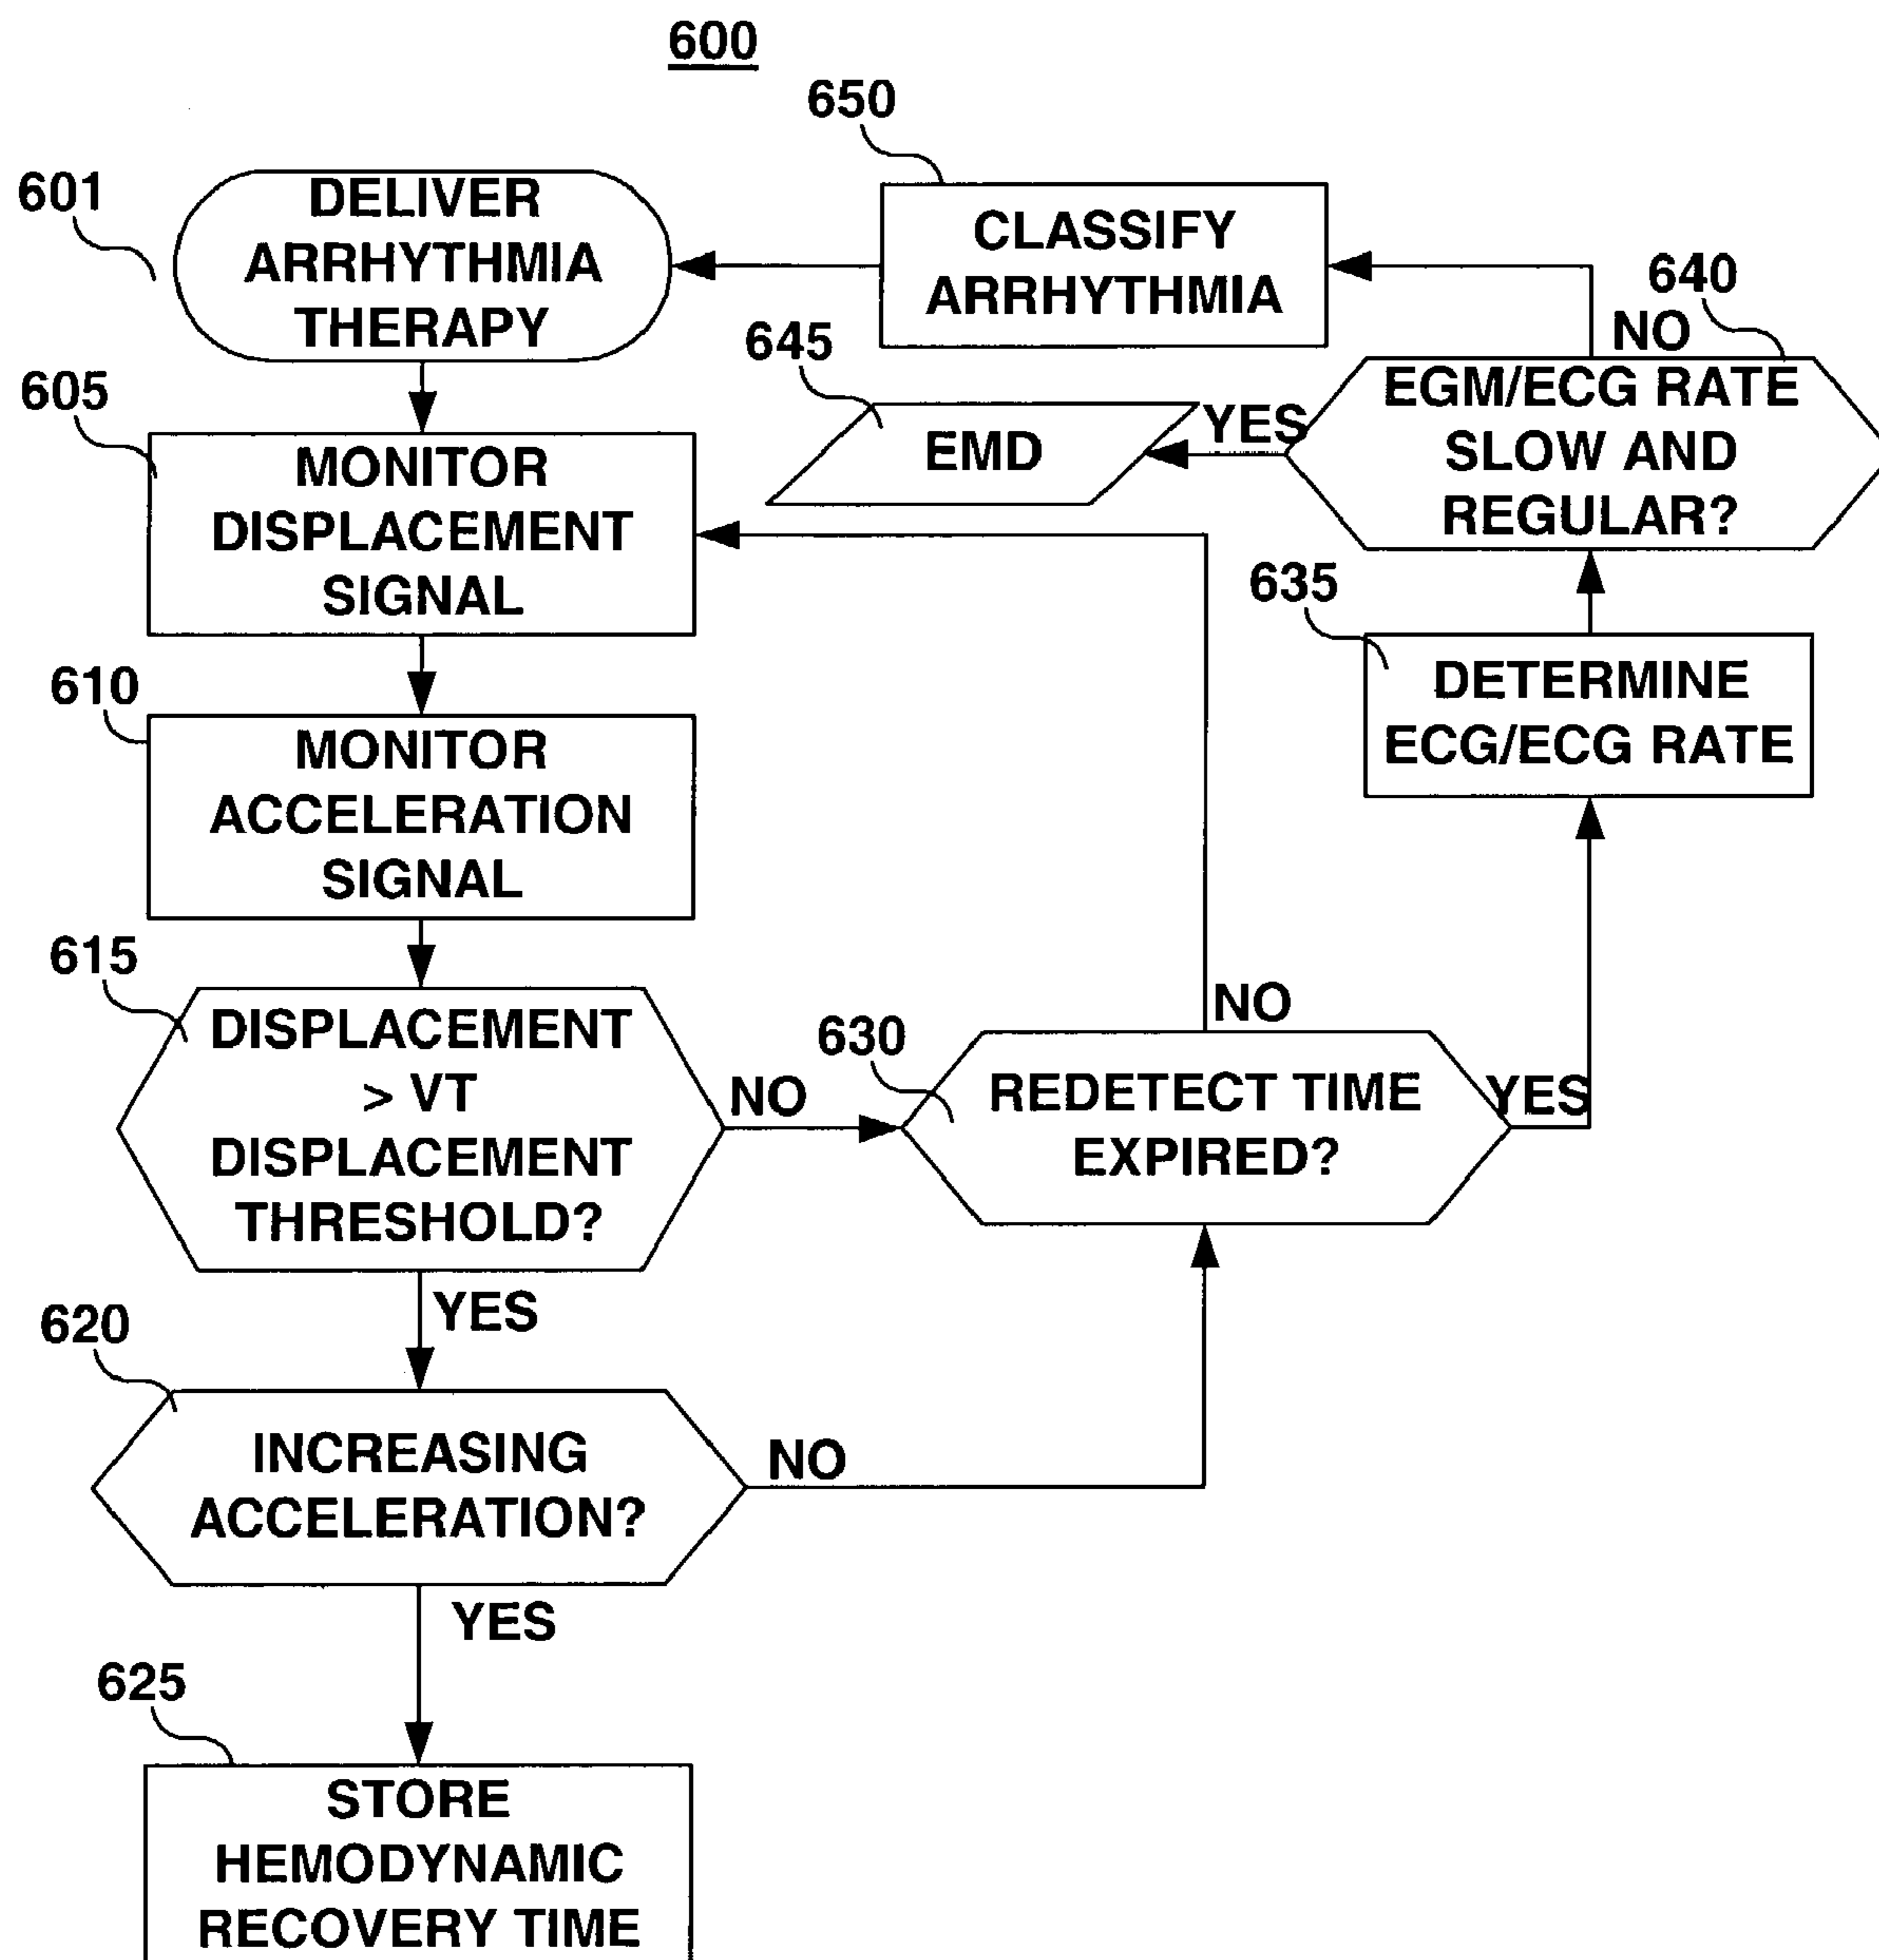 600
650
601
DELIVER
ARRHYTHMIA
THERAPY
CLASSIFY
ARRHYTHMIA
640
NO
645
605
EMD
YES
EGM/ECG RATE
SLOW AND
REGULAR?
MONITOR
DISPLACEMENT
SIGNAL
635
DETERMINE
ECG/ECG RATE
610
MONITOR
ACCELERATION
SIGNAL
615
DISPLACEMENT
> VT
DISPLACEMENT
THRESHOLD?
NO
630
NO
REDETECT TIME
EXPIRED?
YES
YES
620
INCREASING
ACCELERATION?
NO
YES
625
STORE
HEMODYNAMIC
RECOVERY TIME